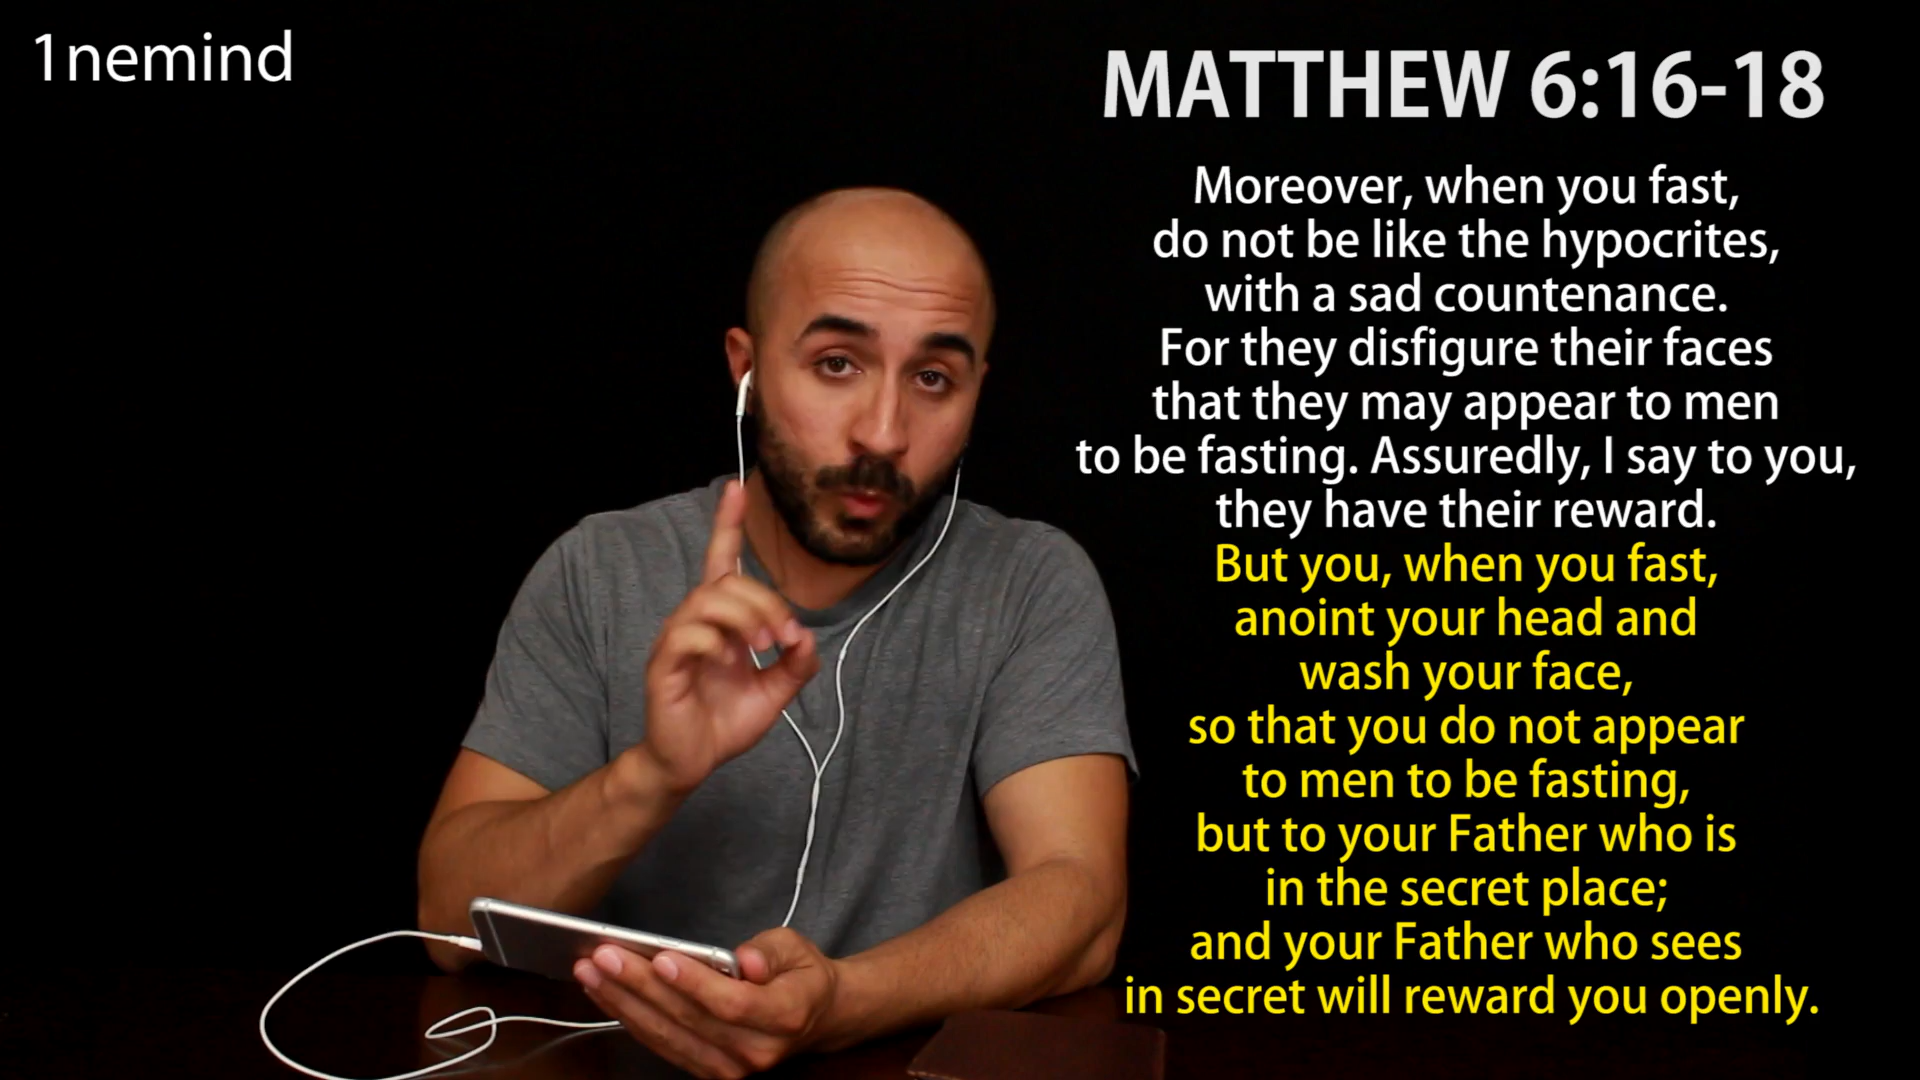 1nemind
MATTHEW 6:16-18
Moreover, when you fast,
do not be like the hypocrites,
with a sad countenance.
For they disfigure their faces
that they may appear to men
to be fasting. Assuredly, I say to you,
they have their reward.
But you, when you fast,
anoint your head and
wash your face,
so that you do not appear
to men to be fasting,
but to your Father who is
in the secret place;
and your Father who sees
in secret will reward you openly.